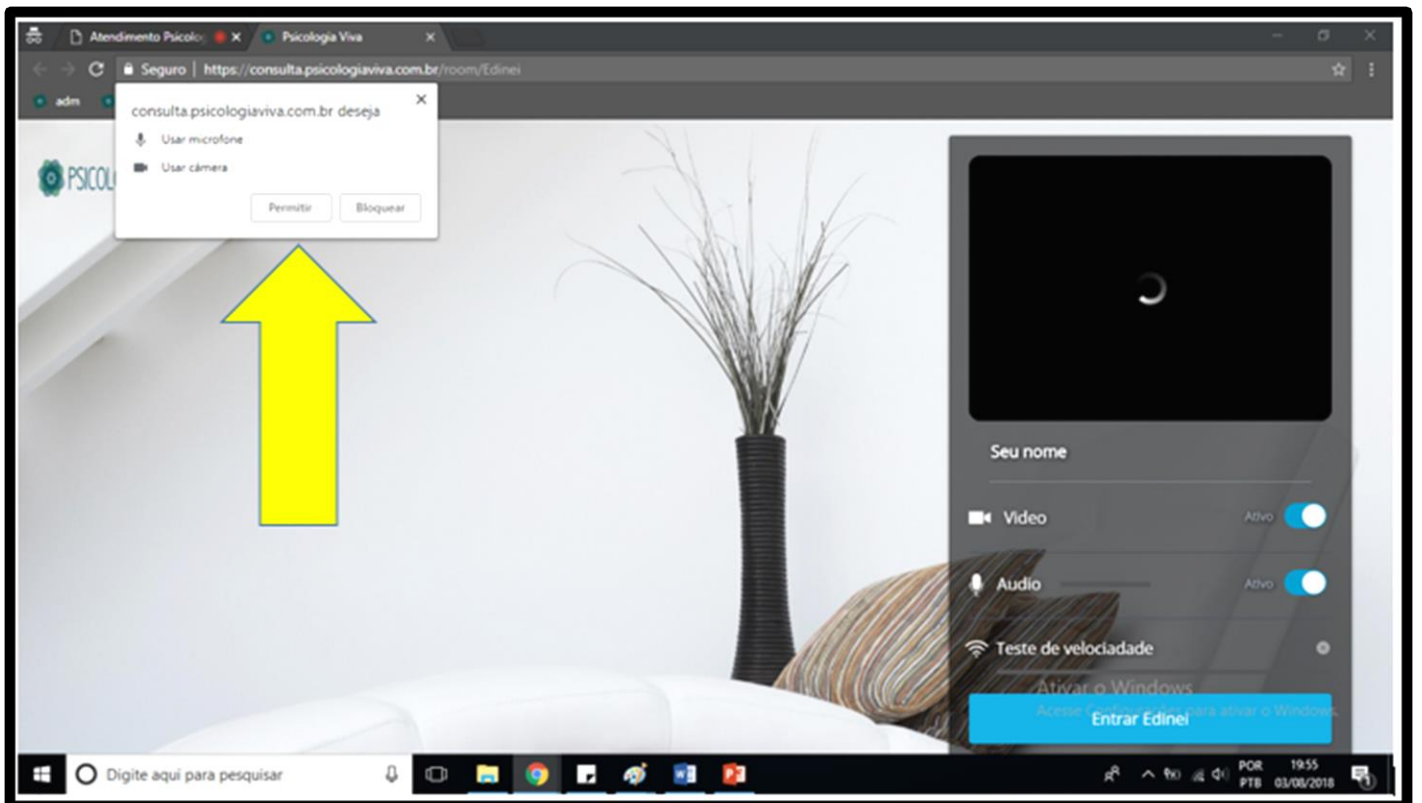 Atendimento Psicolo
Psicologia Viva
Seguro | https://consulta.psicologiaviva.com.br/room/Edinei
adm
consulta.psicologiaviva.com.br deseja
Usar microfone
Usar câmera
Permitir Bloquear
PSICOL
Seu nome
Video Ativo
Audio Ativo
Teste de velociadade
Ativar o Windows
Acesse Configurações para ativar o Windows.
Entrar Edinei
Digite aqui para pesquisar
POR 19:55
PTB 03/08/2018